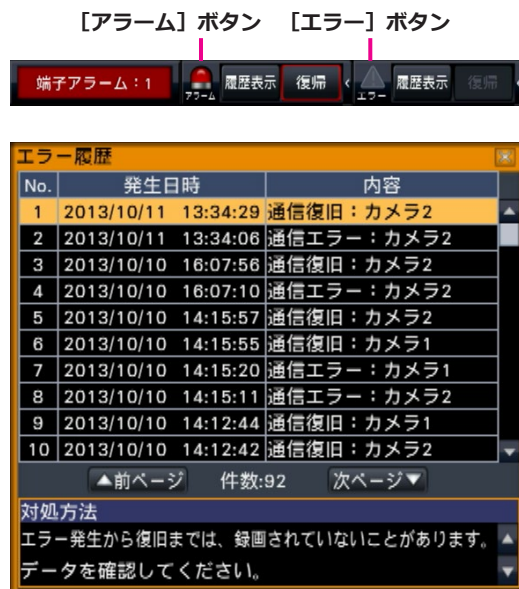 ［アラーム］ボタン ［エラー］ボタン
端子アラーム：1 アラーム 履歴表示 復帰 エラー 履歴表示 復帰
エラー履歴
No. 発生日時 内容
1 2013/10/11 13:34:29 通信復旧：カメラ2
2 2013/10/11 13:34:06 通信エラー：カメラ2
3 2013/10/10 16:07:56 通信復旧：カメラ2
4 2013/10/10 16:07:10 通信エラー：カメラ2
5 2013/10/10 14:15:57 通信復旧：カメラ2
6 2013/10/10 14:15:55 通信復旧：カメラ1
7 2013/10/10 14:15:20 通信エラー：カメラ1
8 2013/10/10 14:15:11 通信エラー：カメラ2
9 2013/10/10 14:12:44 通信復旧：カメラ1
10 2013/10/10 14:12:42 通信復旧：カメラ2
▲前ページ 件数:92 次ページ▼
対処方法
エラー発生から復旧までは、録画されていないことがあります。
データを確認してください。